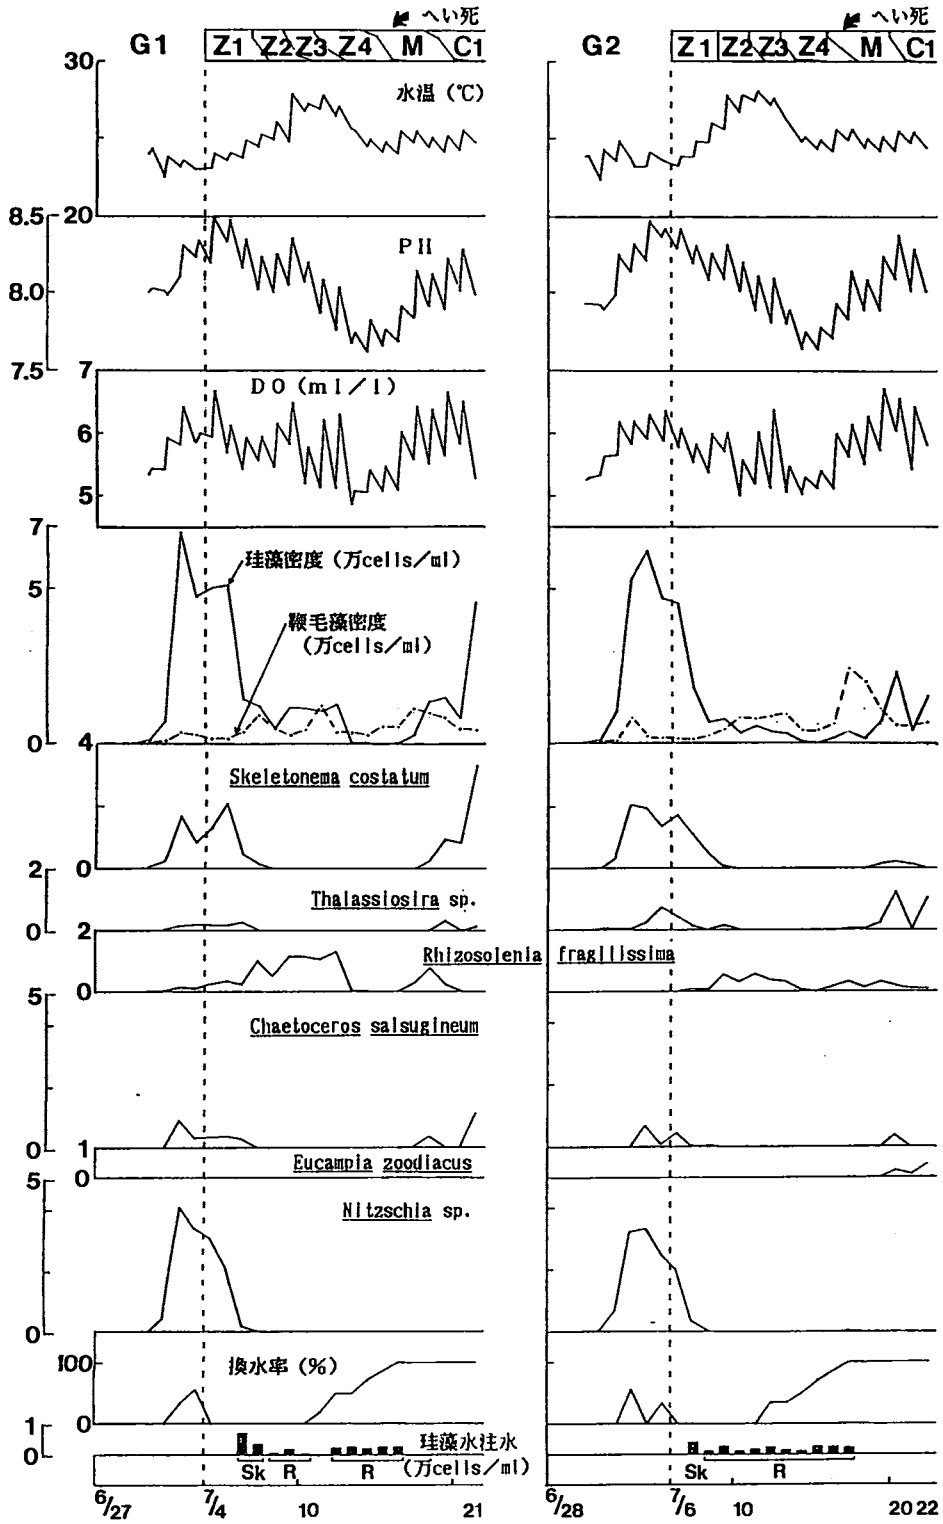 へい死 へい死
G1 Z1 Z2 Z3 Z4 M C1 G2 Z1 Z2 Z3 Z4 M C1
30
水温（℃）
8.5 20
PH
8.0
7.5 7
DO（ml／l）
6
5
7
珪藻密度（万cells／ml）
5
鞭毛藻密度
（万cells／ml）
0 4
Skeletonema costatum
2 0
Thalassiosira sp.
0 2
Rhizosolenia fragilissima
0
5
Chaetoceros salsugineum
0 1
Eucampia zoodiacus
0
5
Nitzschia sp.
0
100 換水率（%）
0
1
珪藻水注水
0
（万cells／ml）
Sk R R Sk R
6/27 7/4 10 21 6/28 7/6 10 20 22